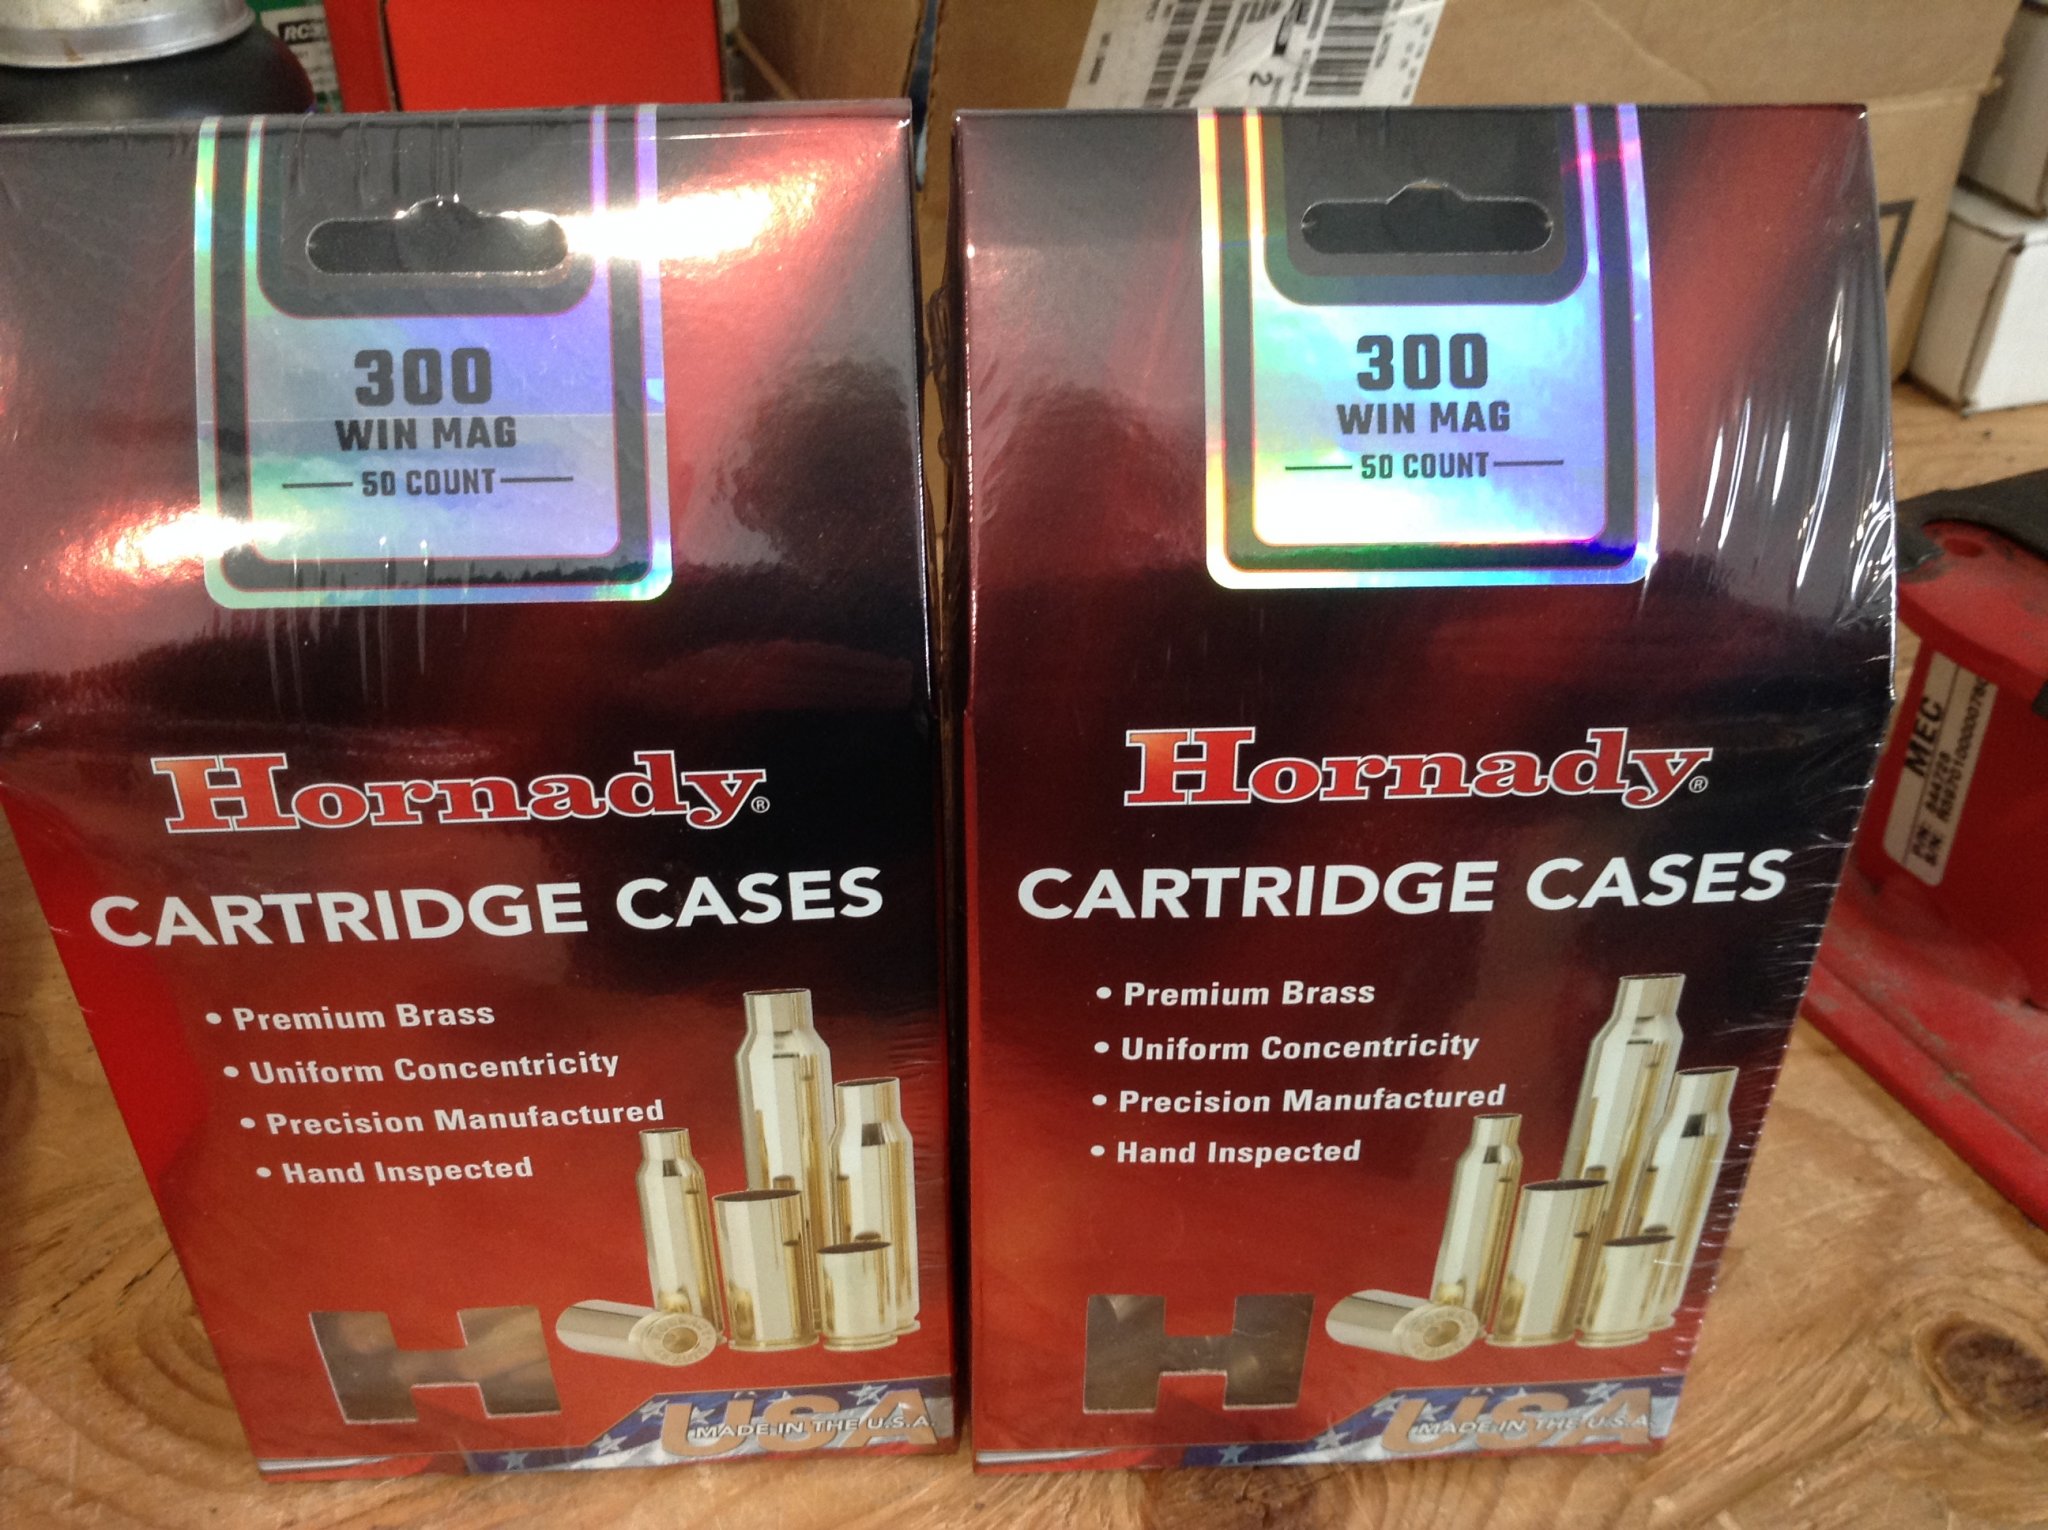 300
WIN MAG
50 COUNT
Hornady®
CARTRIDGE CASES
• Premium Brass
• Uniform Concentricity
• Precision Manufactured
• Hand Inspected
USA
MADE IN THE U.S.A.
300
WIN MAG
50 COUNT
Hornady®
CARTRIDGE CASES
• Premium Brass
• Uniform Concentricity
• Precision Manufactured
• Hand Inspected
USA
MADE IN THE U.S.A.
MEC
2